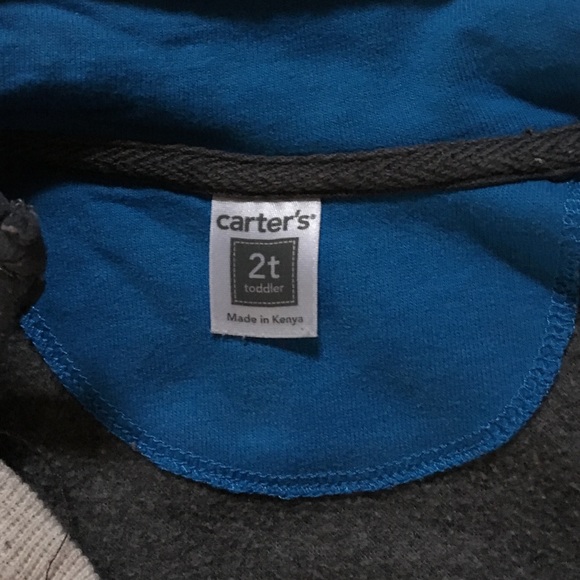 carter's®
2t
toddler
Made in Kenya